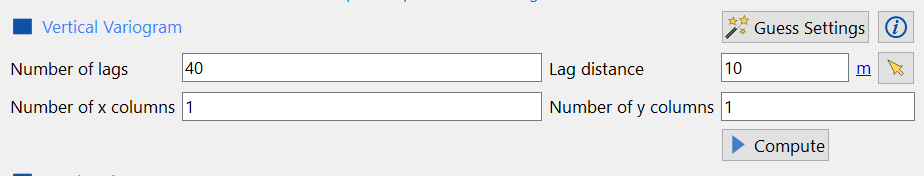 Vertical Variogram Guess Settings
Number of lags 40 Lag distance 10 m
Number of x columns 1 Number of y columns 1
Compute